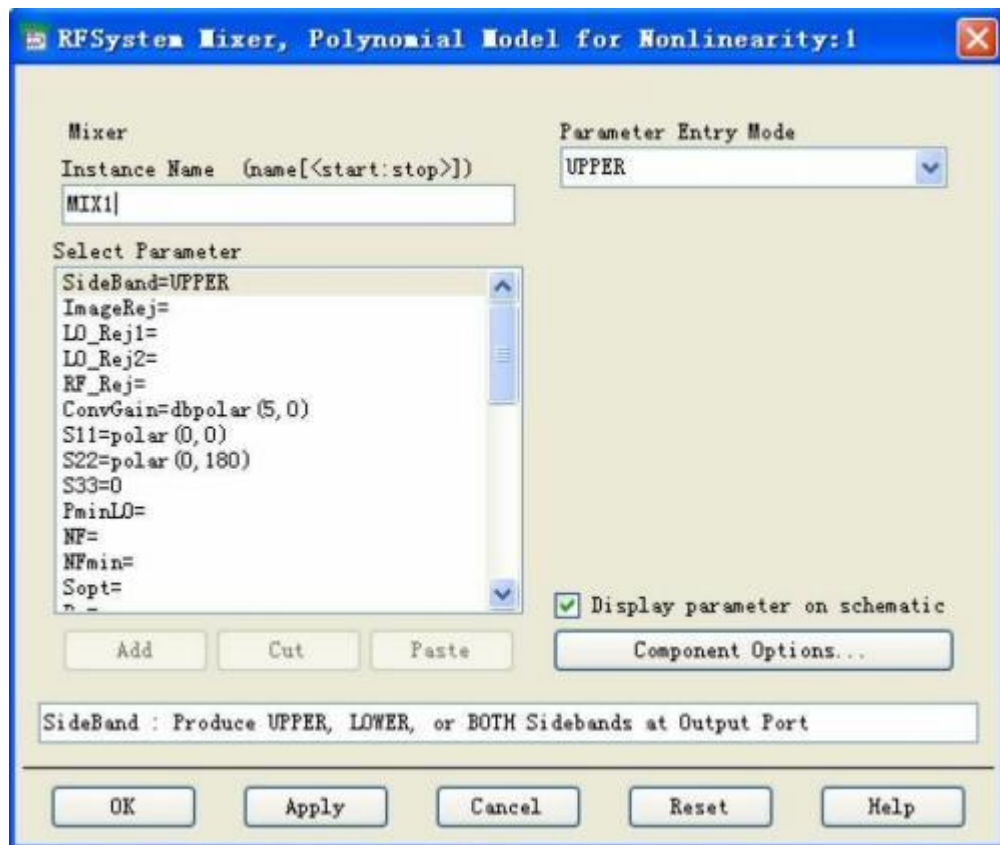 RFSystem Mixer, Polynomial Model for Nonlinearity:1
Mixer
Instance Name (name[<start:stop>])
MIX1
Parameter Entry Mode
UPPER
Select Parameter
SideBand=UPPER
ImageRej=
LO_Rej1=
LO_Rej2=
RF_Rej=
ConvGain=dbpolar(5,0)
S11=polar(0,0)
S22=polar(0,180)
S33=0
PminLO=
NF=
NFmin=
Sopt=
Add
Cut
Paste
Display parameter on schematic
Component Options...
SideBand : Produce UPPER, LOWER, or BOTH Sidebands at Output Port
OK
Apply
Cancel
Reset
Help